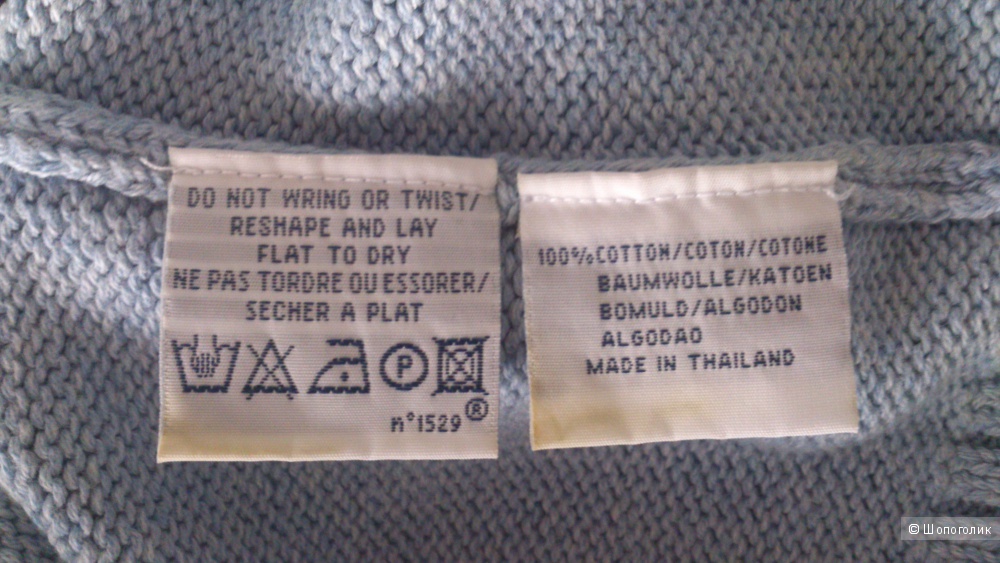 DO NOT WRING OR TWIST/
RESHAPE AND LAY
FLAT TO DRY
NE PAS TORDRE OU ESSORER/
SECHER A PLAT
P
n°1529®
100% COTTON/COTON/COTONE
BAUMWOLLE/KATOEN
BOMULD/ALGODON
ALGODAO
MADE IN THAILAND
© Шопоголик